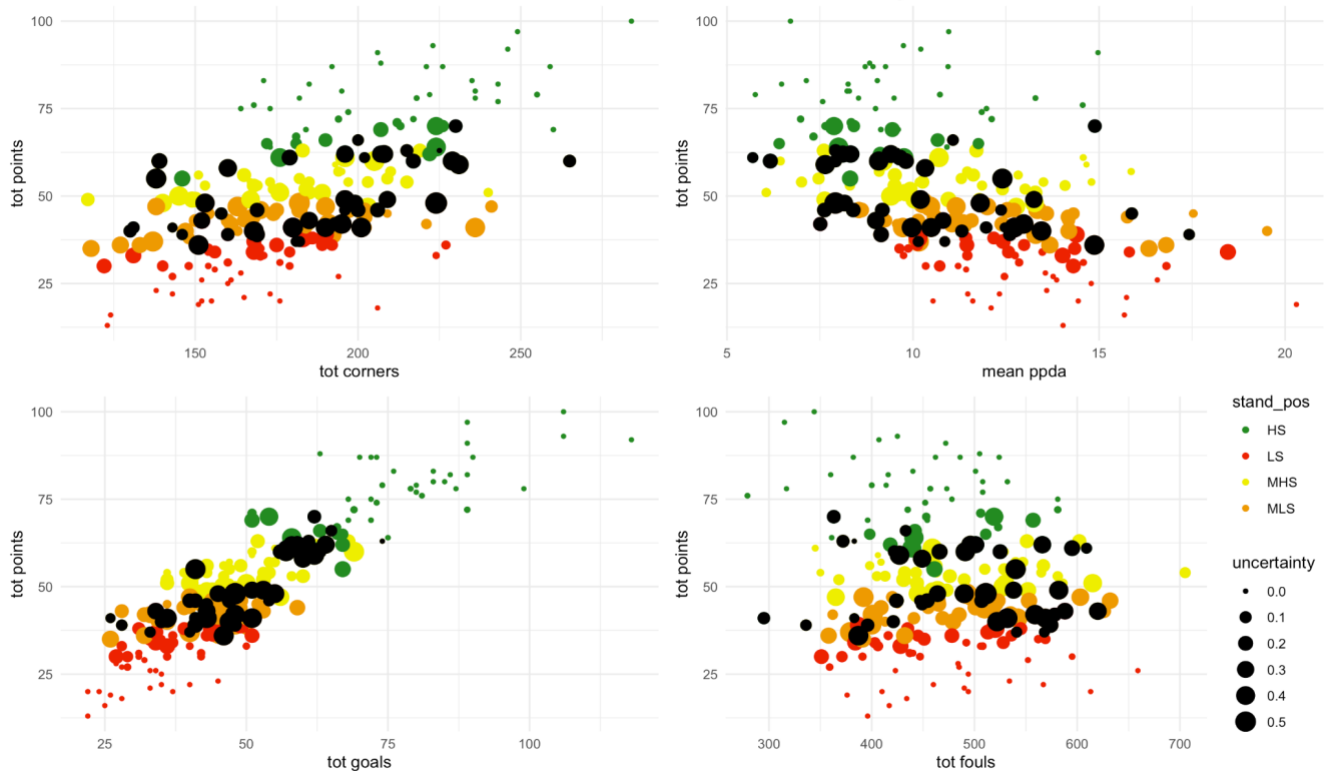 100
75
50
25
tot points
150
200
250
tot corners
100
75
50
25
tot points
5
10
15
20
mean ppda
100
75
50
25
tot points
25
50
75
100
tot goals
100
75
50
25
tot points
300
400
500
600
700
tot fouls
stand_pos
HS
LS
MHS
MLS
uncertainty
0.0
0.1
0.2
0.3
0.4
0.5